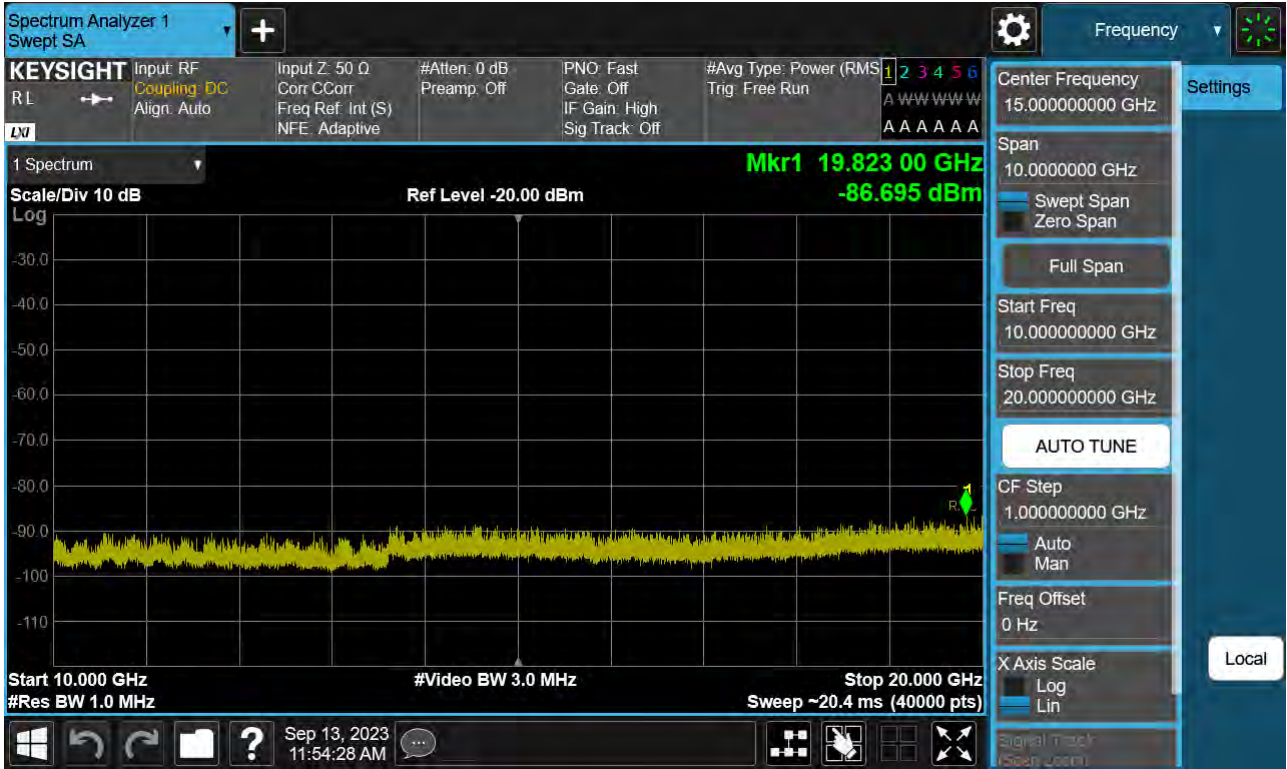 Spectrum Analyzer 1
Swept SA
+
Frequency
KEYSIGHT
RL
LXI
Input: RF
Coupling: DC
Align: Auto
Input Z: 50 Ω
Corr CCorr
Freq Ref: Int (S)
NFE: Adaptive
#Atten: 0 dB
Preamp: Off
PNO: Fast
Gate: Off
IF Gain: High
Sig Track: Off
#Avg Type: Power (RMS
Trig: Free Run
1 2 3 4 5 6
A W W W W W
A A A A A A
1 Spectrum
Mkr1 19.823 00 GHz
Scale/Div 10 dB
Ref Level -20.00 dBm
-86.695 dBm
Log
-30.0
-40.0
-50.0
-60.0
-70.0
-80.0
1
-90.0
-100
-110
Start 10.000 GHz
#Video BW 3.0 MHz
Stop 20.000 GHz
#Res BW 1.0 MHz
Sweep ~20.4 ms (40000 pts)
Center Frequency
15.000000000 GHz
Settings
Span
10.0000000 GHz
Swept Span
Zero Span
Full Span
Start Freq
10.000000000 GHz
Stop Freq
20.000000000 GHz
AUTO TUNE
CF Step
1.000000000 GHz
Auto
Man
Freq Offset
0 Hz
X Axis Scale
Log
Lin
Signal Track
(Span Zoom)
Local
?
Sep 13, 2023
11:54:28 AM